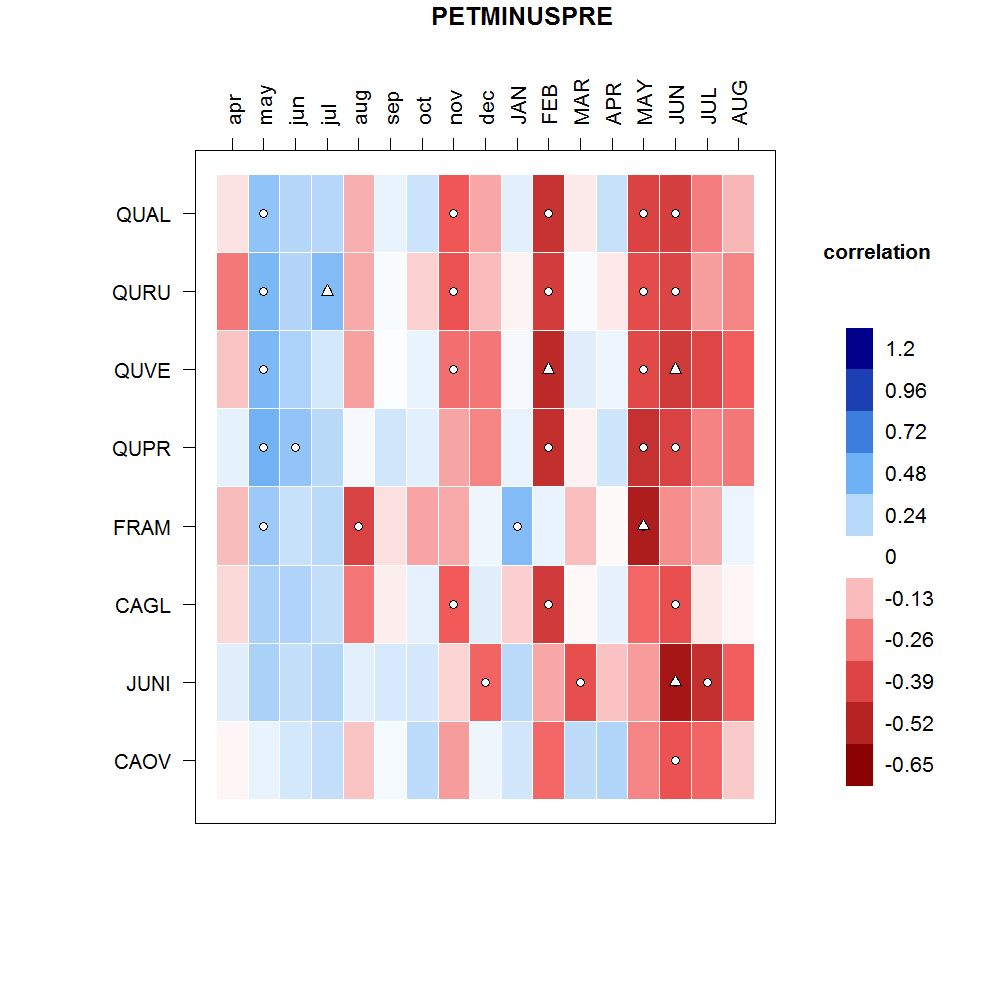 PETMINUSPRE
apr may jun jul aug sep oct nov dec JAN FEB MAR APR MAY JUN JUL AUG
QUAL
QURU
QUVE
QUPR
FRAM
CAGL
JUNI
CAOV
correlation
1.2
0.96
0.72
0.48
0.24
0
-0.13
-0.26
-0.39
-0.52
-0.65